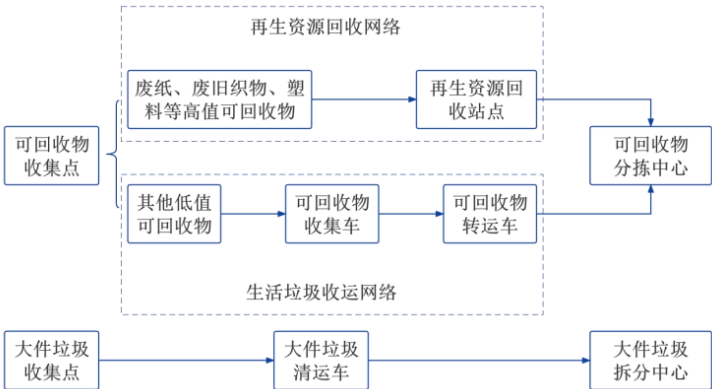 再生资源回收网络
废纸、废旧织物、塑
料等高值可回收物
再生资源回
收站点
可回收物
收集点
可回收物
分拣中心
其他低值
可回收物
可回收物
收集车
可回收物
转运车
生活垃圾收运网络
大件垃圾
收集点
大件垃圾
清运车
大件垃圾
拆分中心